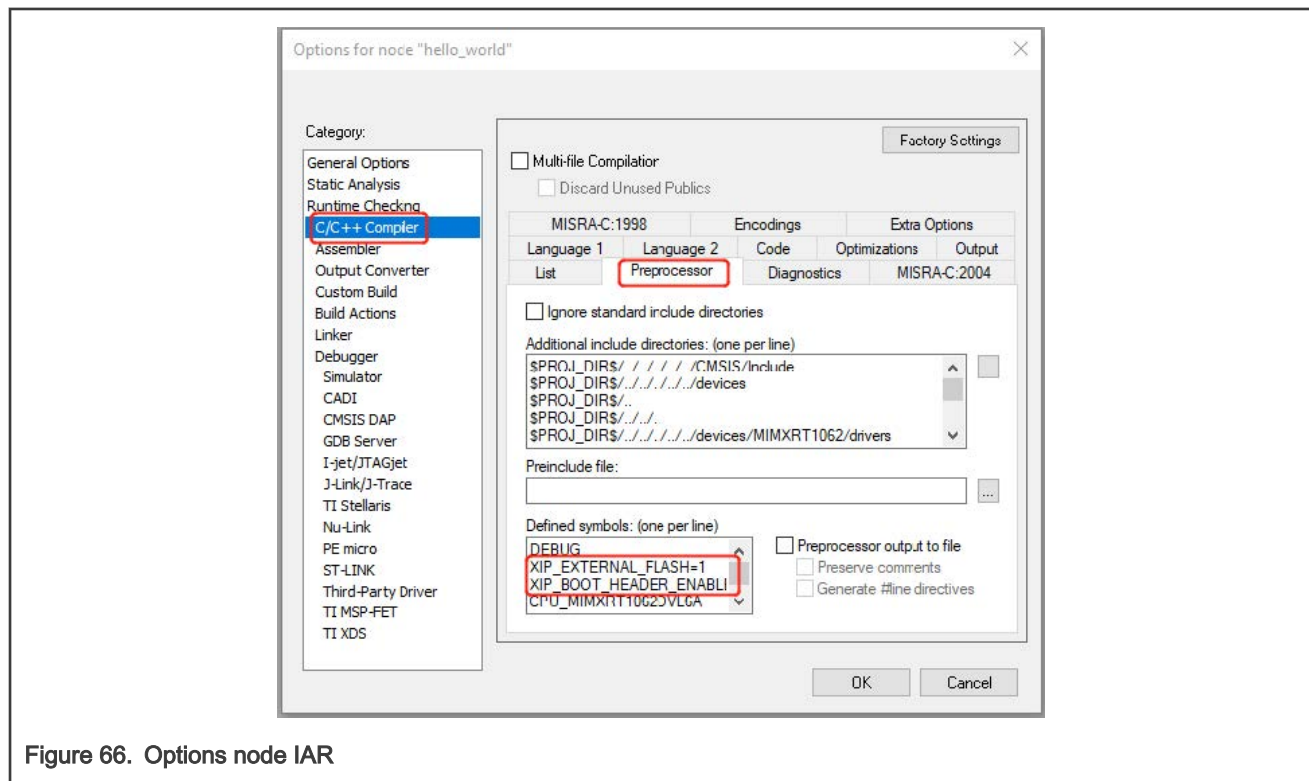 Options for node "hello_world"
Category:
General Options
Static Analysis
Runtime Checking
C/C++ Compiler
Assembler
Output Converter
Custom Build
Build Actions
Linker
Debugger
Simulator
CADI
CMSIS DAP
GDB Server
I-jet/JTAGjet
J-Link/J-Trace
TI Stellaris
Nu-Link
PE micro
ST-LINK
Third-Party Driver
TI MSP-FET
TI XDS
Factory Settings
Multi-file Compilation
Discard Unused Publics
MISRA-C:1998 Encodings Extra Options
Language 1 Language 2 Code Optimizations Output
List Preprocessor Diagnostics MISRA-C:2004
Ignore standard include directories
Additional include directories: (one per line)
$PROJ_DIR$/../../../../../../CMSIS/Include
$PROJ_DIR$/../../../../../../devices
$PROJ_DIR$/..
$PROJ_DIR$/../../..
$PROJ_DIR$/../../../../../../devices/MIMXRT1062/drivers
Preinclude file:
...
Defined symbols: (one per line)
DEBUG
XIP_EXTERNAL_FLASH=1
XIP_BOOT_HEADER_ENABLI
CPU_MIMXRT1062DVL6A
Preprocessor output to file
Preserve comments
Generate #line directives
OK Cancel
Figure 66. Options node IAR